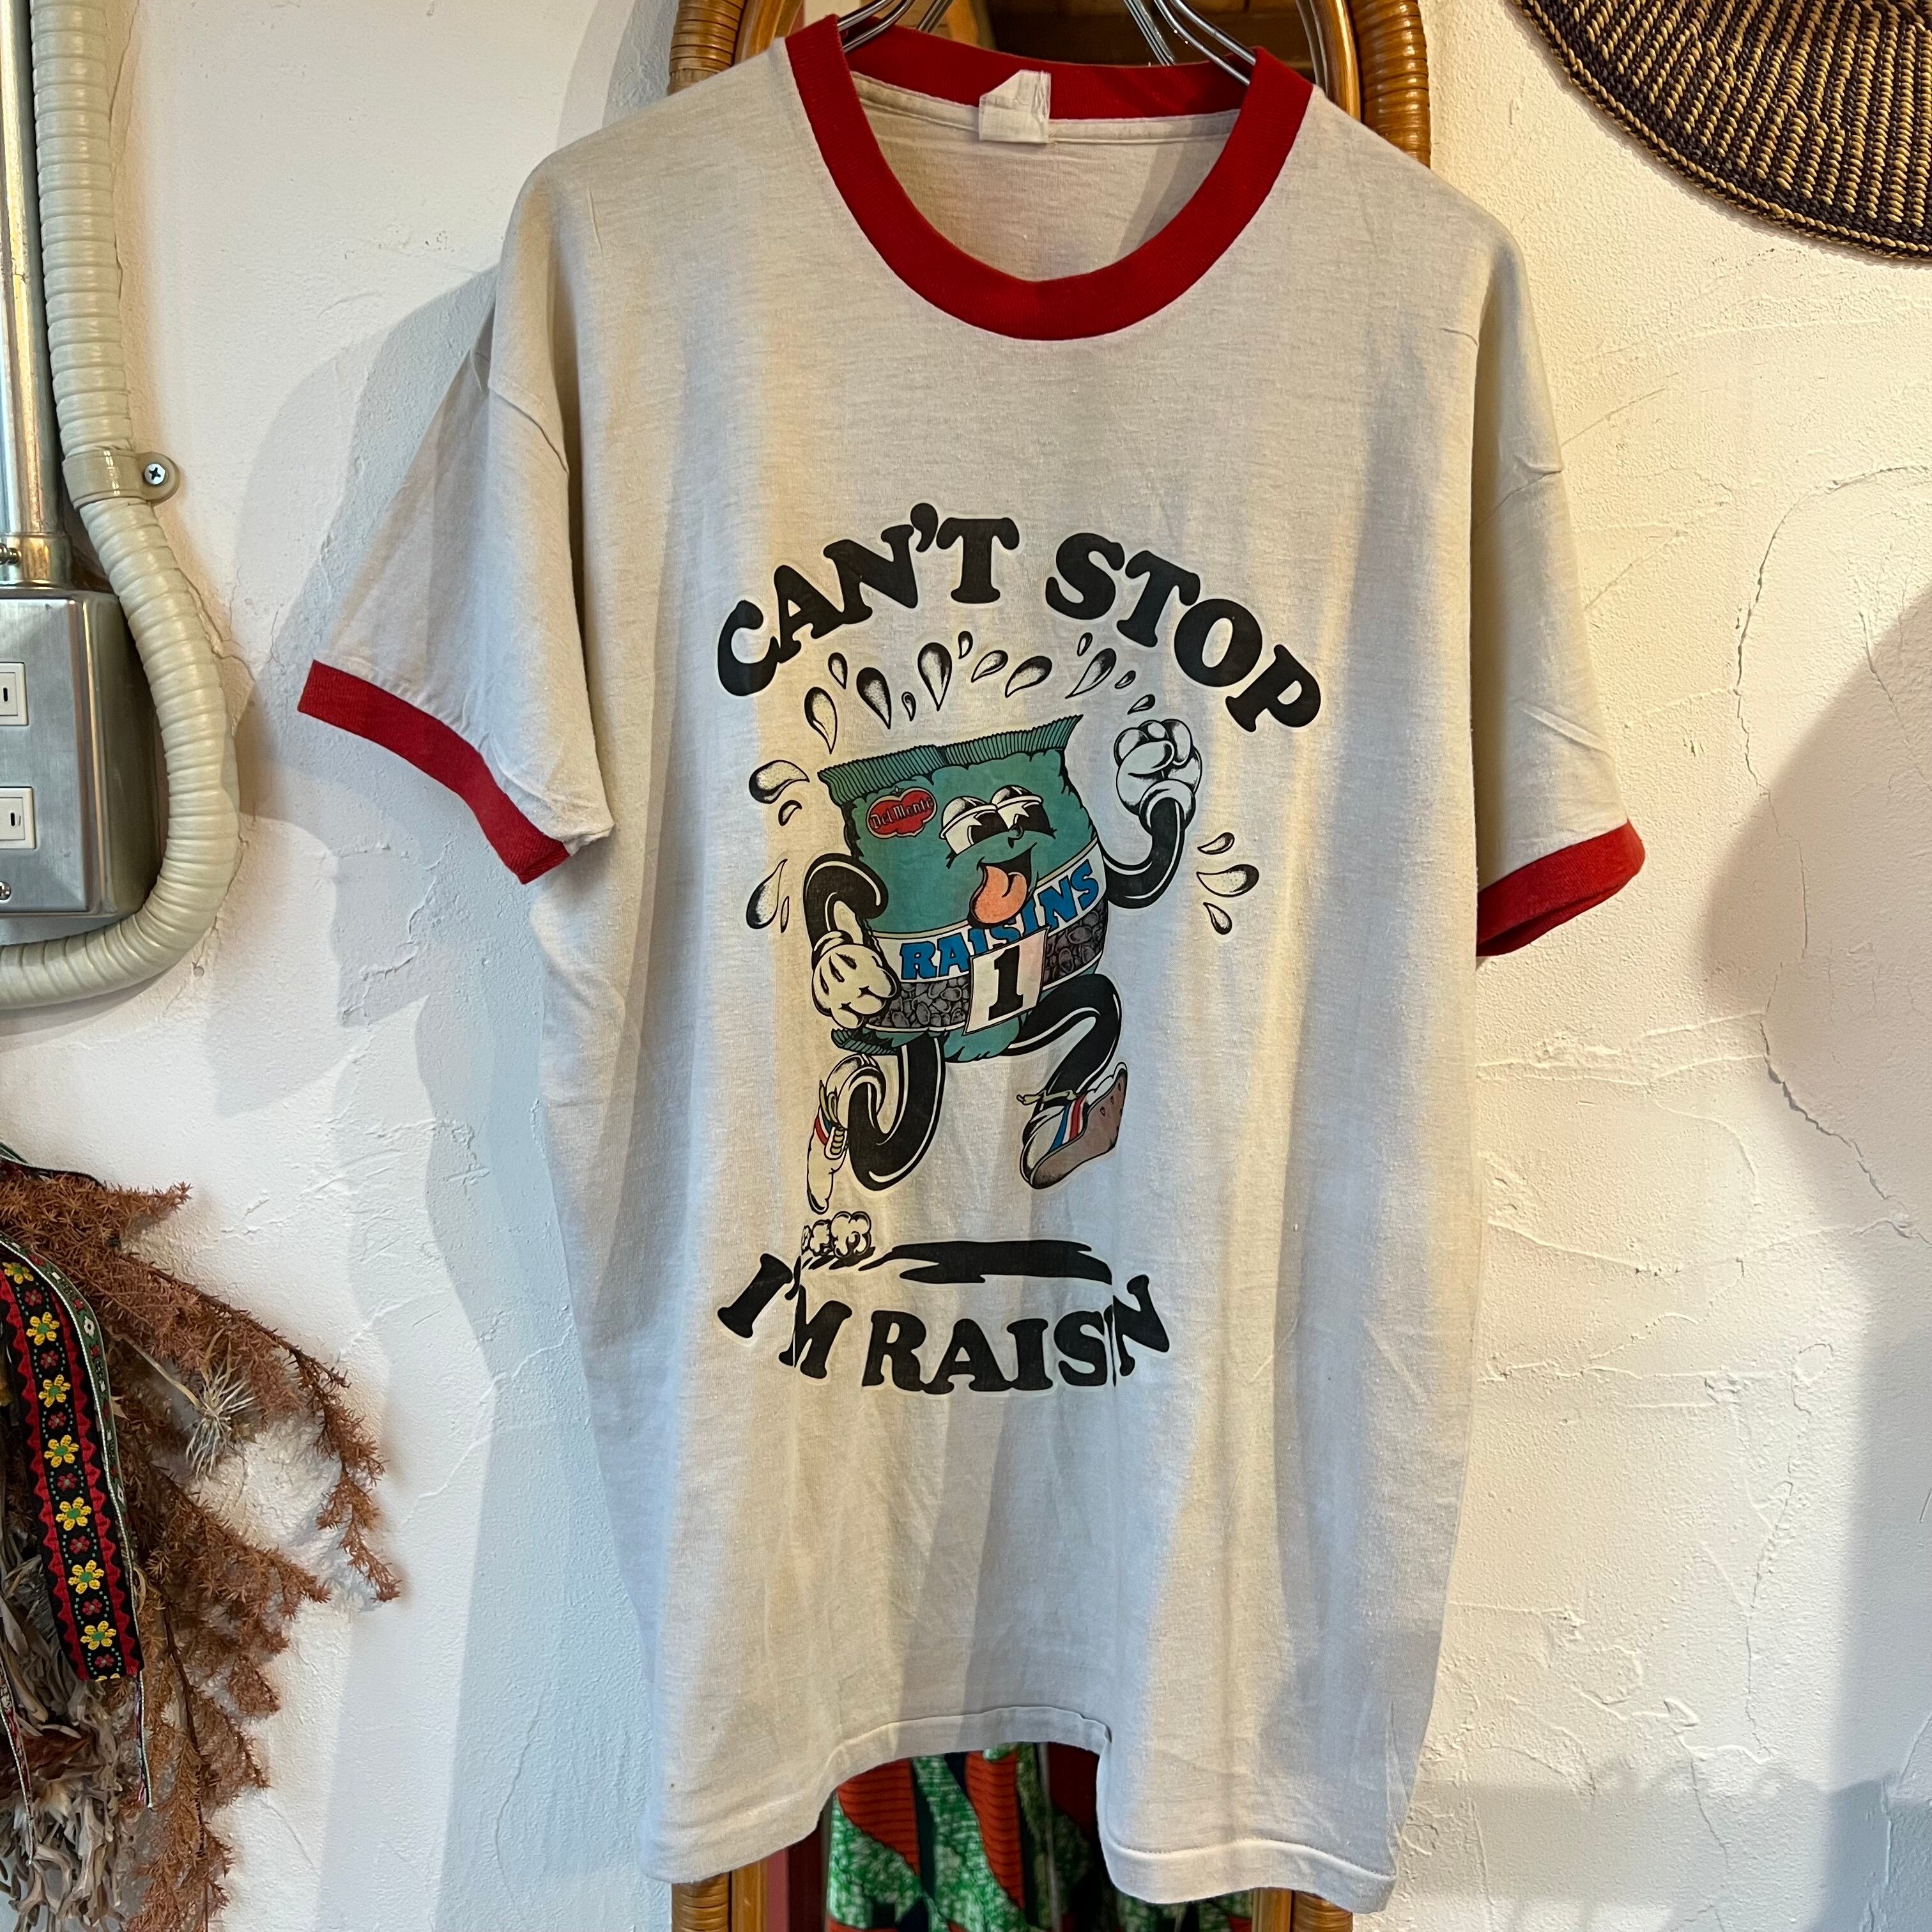 CAN'T STOP
Del Monte
RAISINS
1
I'M RAISIN